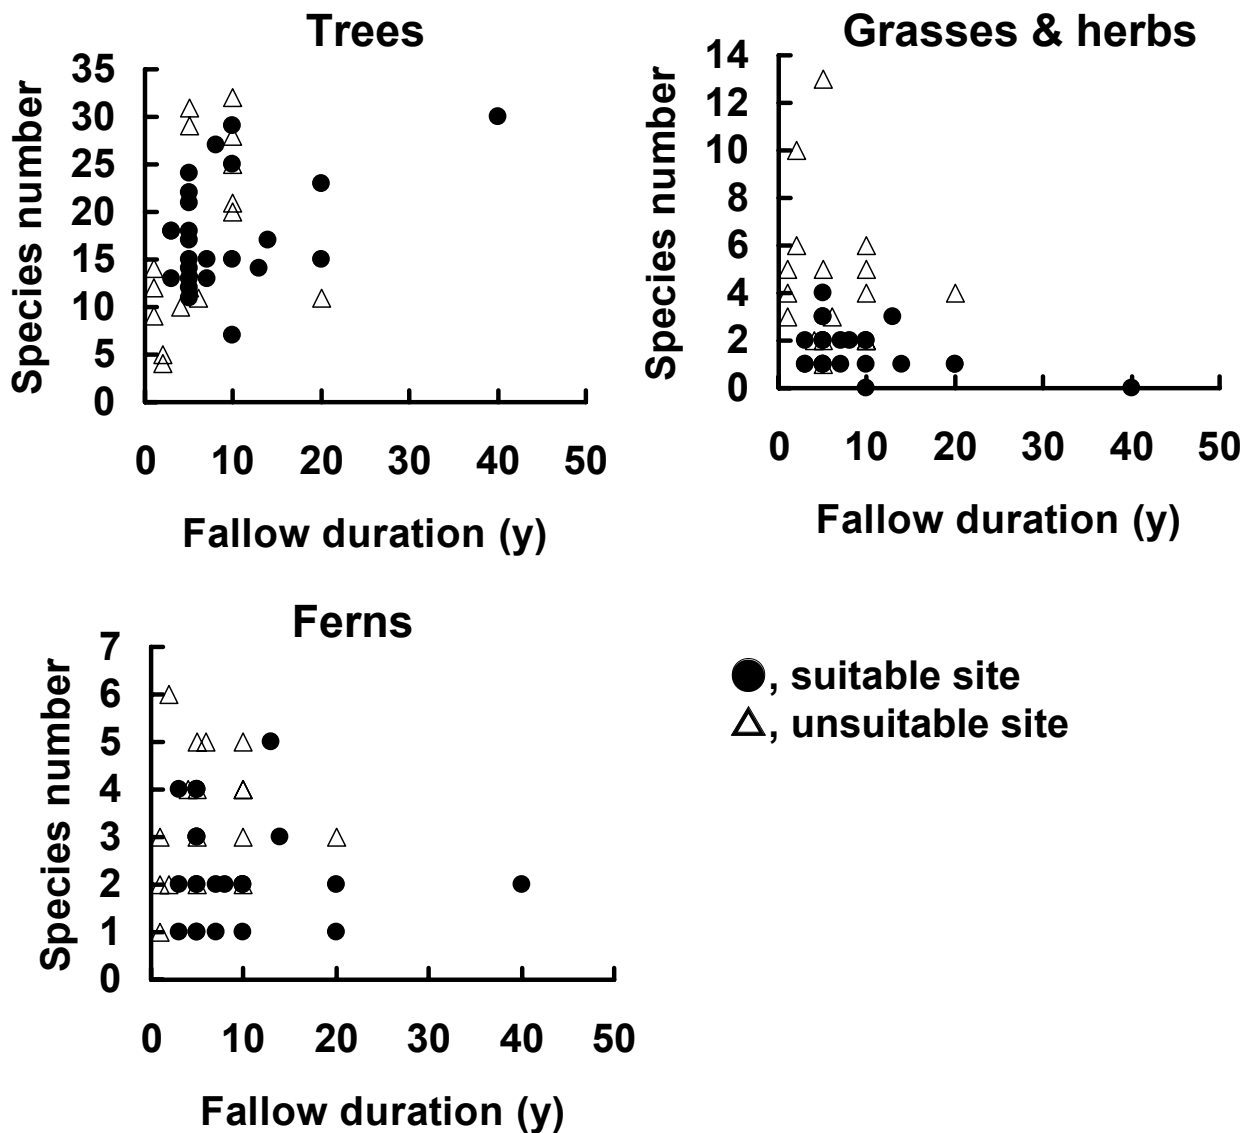 Trees
Species number
35
30
25
20
15
10
5
0
0 10 20 30 40 50
Fallow duration (y)
Grasses & herbs
Species number
14
12
10
8
6
4
2
0
0 10 20 30 40 50
Fallow duration (y)
Ferns
Species number
7
6
5
4
3
2
1
0
0 10 20 30 40 50
Fallow duration (y)
●, suitable site
△, unsuitable site